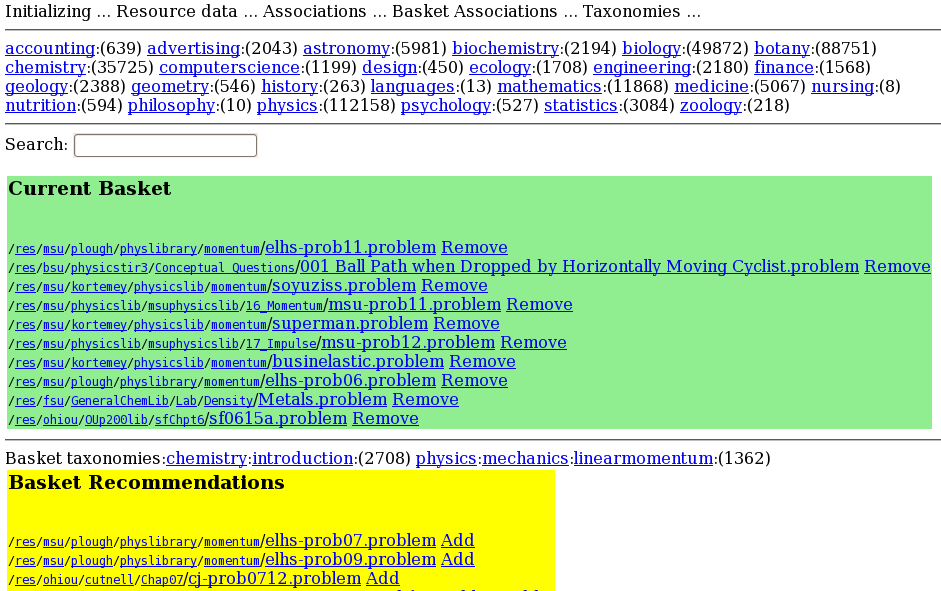 Initializing ... Resource data ... Associations ... Basket Associations ... Taxonomies ...
accounting:(639) advertising:(2043) astronomy:(5981) biochemistry:(2194) biology:(49872) botany:(88751)
chemistry:(35725) computerscience:(1199) design:(450) ecology:(1708) engineering:(2180) finance:(1568)
geology:(2388) geometry:(546) history:(263) languages:(13) mathematics:(11868) medicine:(5067) nursing:(8)
nutrition:(594) philosophy:(10) physics:(112158) psychology:(527) statistics:(3084) zoology:(218)
Search:
Current Basket
/res/msu/plough/physlibrary/momentum/elhs-prob11.problem Remove
/res/bsu/physicstir3/Conceptual_Questions/001 Ball Path when Dropped by Horizontally Moving Cyclist.problem Remove
/res/msu/kortemey/physicslib/momentum/soyuziss.problem Remove
/res/msu/physicslib/msuphysicslib/16_Momentum/msu-prob11.problem Remove
/res/msu/kortemey/physicslib/momentum/superman.problem Remove
/res/msu/physicslib/msuphysicslib/17_Impulse/msu-prob12.problem Remove
/res/msu/kortemey/physicslib/momentum/businelastic.problem Remove
/res/msu/plough/physlibrary/momentum/elhs-prob06.problem Remove
/res/fsu/GeneralChemLib/Lab/Density/Metals.problem Remove
/res/ohiou/OUp200lib/sfChpt6/sf0615a.problem Remove
Basket taxonomies:chemistry:introduction:(2708) physics:mechanics:linearmomentum:(1362)
Basket Recommendations
/res/msu/plough/physlibrary/momentum/elhs-prob07.problem Add
/res/msu/plough/physlibrary/momentum/elhs-prob09.problem Add
/res/ohiou/cutnell/Chap07/cj-prob0712.problem Add